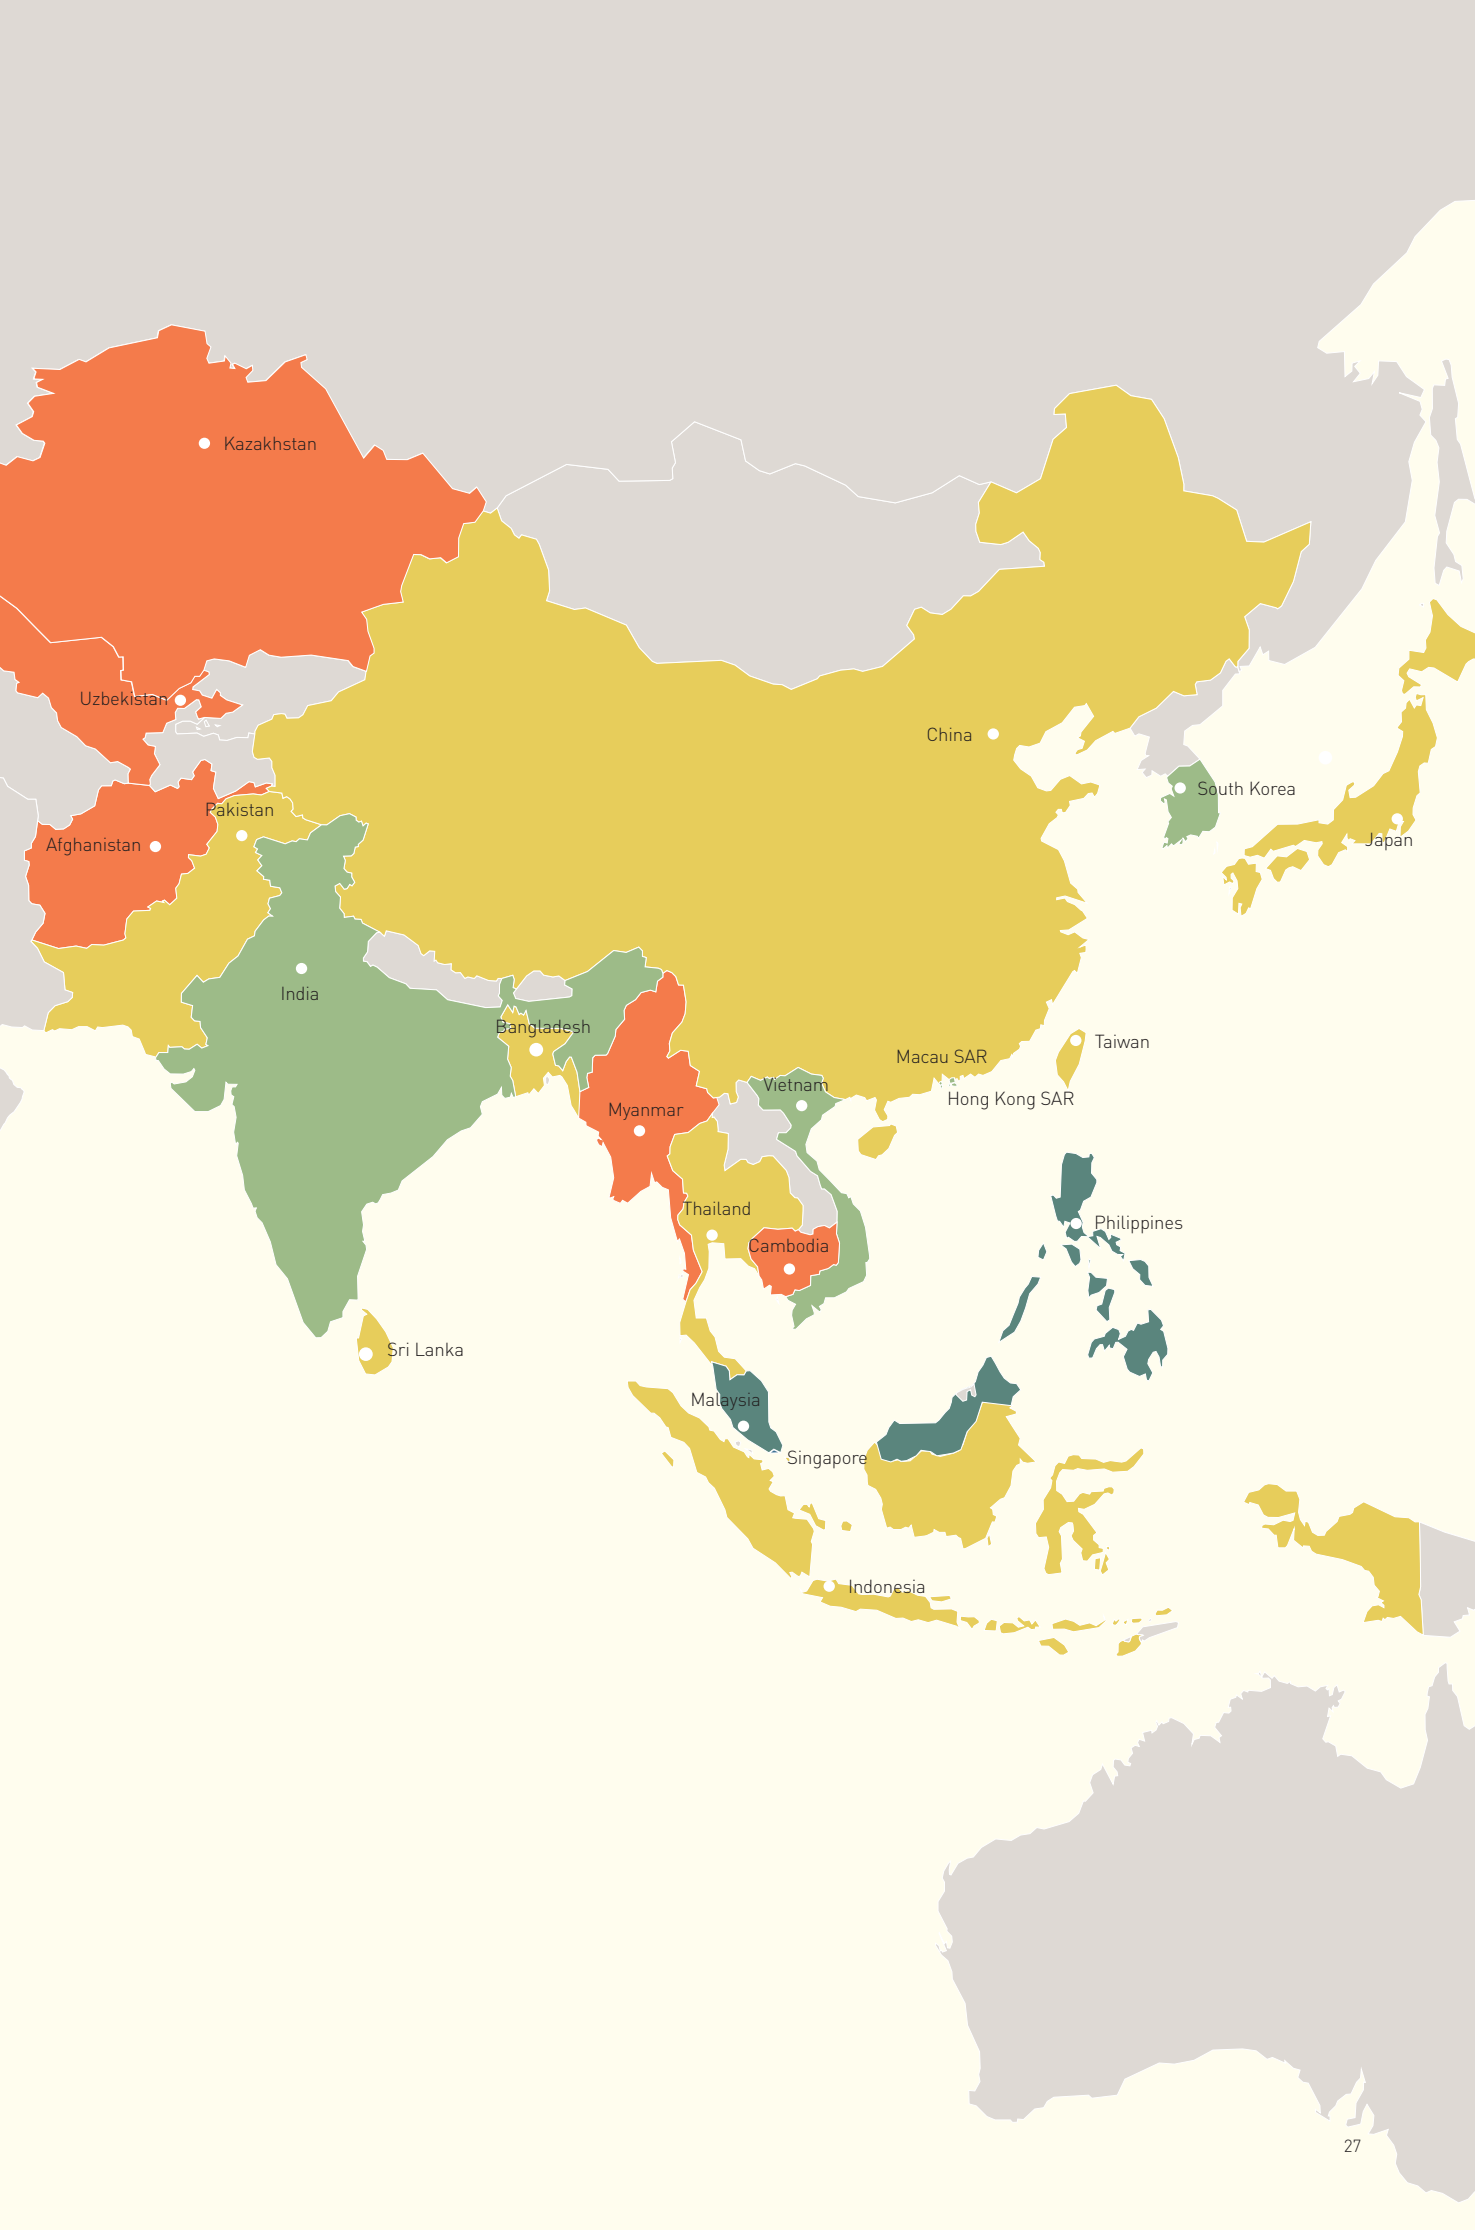 Kazakhstan
Uzbekistan
China
South Korea
Pakistan
Afghanistan
Japan
India
Bangladesh
Taiwan
Macau SAR
Vietnam
Hong Kong SAR
Myanmar
Thailand
Philippines
Cambodia
Sri Lanka
Malaysia
Singapore
Indonesia
27